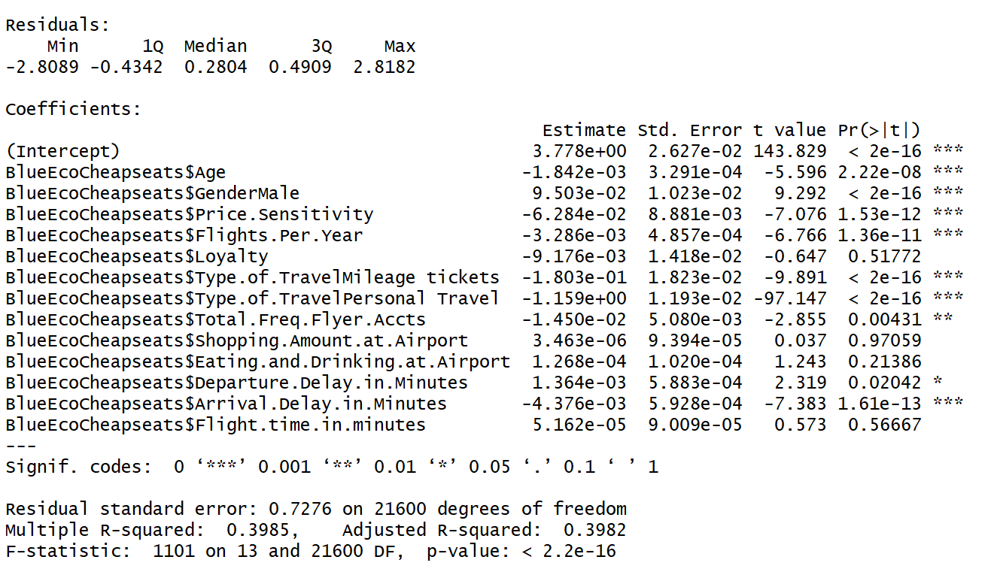 Residuals:
    Min      1Q  Median      3Q     Max
-2.8089 -0.4342  0.2804  0.4909  2.8182
Coefficients:
                                                   Estimate Std. Error t value Pr(>|t|)
(Intercept)                                       3.778e+00  2.627e-02 143.829  < 2e-16 ***
BlueEcoCheapseats$Age                            -1.842e-03  3.291e-04  -5.596 2.22e-08 ***
BlueEcoCheapseats$GenderMale                      9.503e-02  1.023e-02   9.292  < 2e-16 ***
BlueEcoCheapseats$Price.Sensitivity              -6.284e-02  8.881e-03  -7.076 1.53e-12 ***
BlueEcoCheapseats$Flights.Per.Year               -3.286e-03  4.857e-04  -6.766 1.36e-11 ***
BlueEcoCheapseats$Loyalty                        -9.176e-03  1.418e-02  -0.647  0.51772
BlueEcoCheapseats$Type.of.TravelMileage tickets  -1.803e-01  1.823e-02  -9.891  < 2e-16 ***
BlueEcoCheapseats$Type.of.TravelPersonal Travel  -1.159e+00  1.193e-02 -97.147  < 2e-16 ***
BlueEcoCheapseats$Total.Freq.Flyer.Accts         -1.450e-02  5.080e-03  -2.855  0.00431 **
BlueEcoCheapseats$Shopping.Amount.at.Airport      3.463e-06  9.394e-05   0.037  0.97059
BlueEcoCheapseats$Eating.and.Drinking.at.Airport  1.268e-04  1.020e-04   1.243  0.21386
BlueEcoCheapseats$Departure.Delay.in.Minutes      1.364e-03  5.883e-04   2.319  0.02042 *
BlueEcoCheapseats$Arrival.Delay.in.Minutes       -4.376e-03  5.928e-04  -7.383 1.61e-13 ***
BlueEcoCheapseats$Flight.time.in.minutes          5.162e-05  9.009e-05   0.573  0.56667
---
Signif. codes:  0 ‘***’ 0.001 ‘**’ 0.01 ‘*’ 0.05 ‘.’ 0.1 ‘ ’ 1
Residual standard error: 0.7276 on 21600 degrees of freedom
Multiple R-squared:  0.3985,    Adjusted R-squared:  0.3982
F-statistic:  1101 on 13 and 21600 DF,  p-value: < 2.2e-16